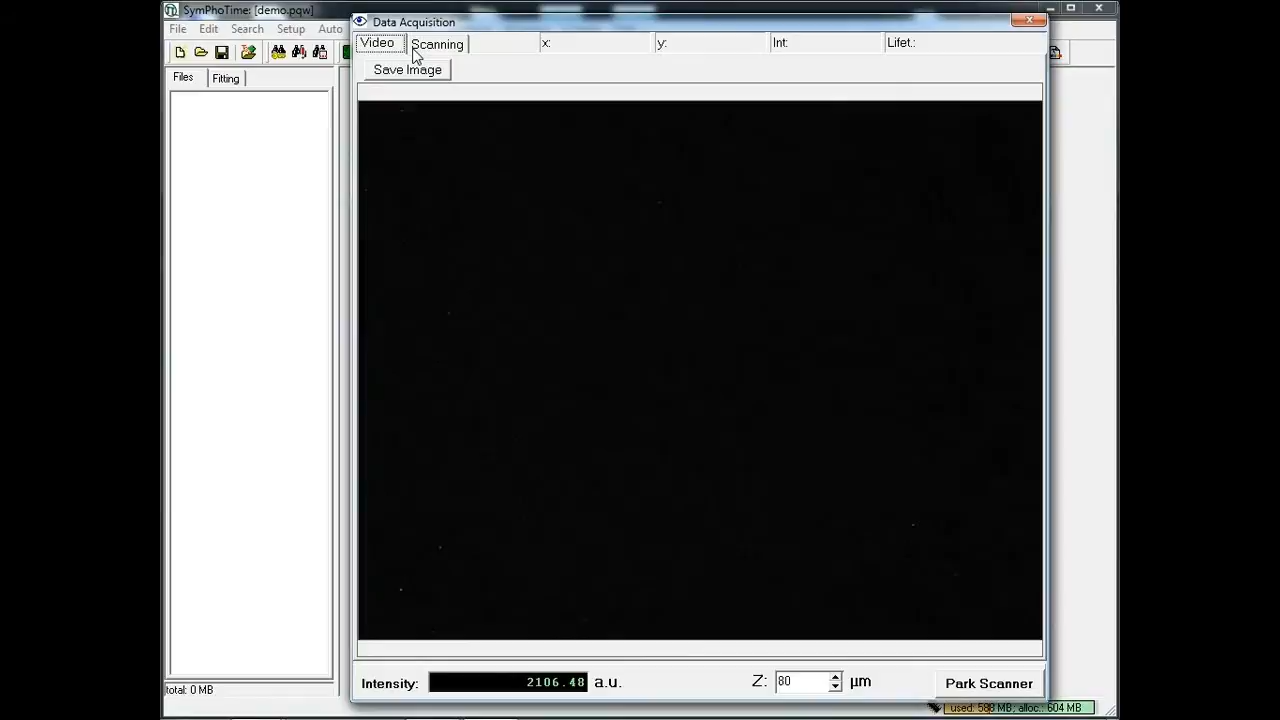 SymPhoTime: [demo.pqw]
Data Acquisition
File Edit Search Setup Auto
Video Scanning x: y: Int: Lifet.:
Save Image
Files Fitting
total: 0 MB
Intensity: 2106.48 a.u. Z: 80 µm Park Scanner
used: 588 MB; alloc.: 604 MB